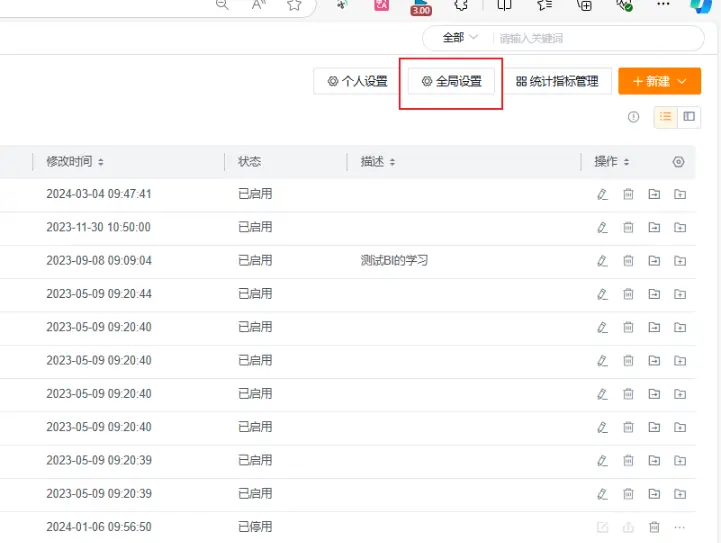 3.00
全部 请输入关键词
个人设置 全局设置 统计指标管理 + 新建
修改时间 状态 描述 操作
2024-03-04 09:47:41 已启用
2023-11-30 10:50:00 已启用
2023-09-08 09:09:04 已启用 测试BI的学习
2023-05-09 09:20:44 已启用
2023-05-09 09:20:40 已启用
2023-05-09 09:20:40 已启用
2023-05-09 09:20:40 已启用
2023-05-09 09:20:40 已启用
2023-05-09 09:20:39 已启用
2023-05-09 09:20:39 已启用
2024-01-06 09:56:50 已停用